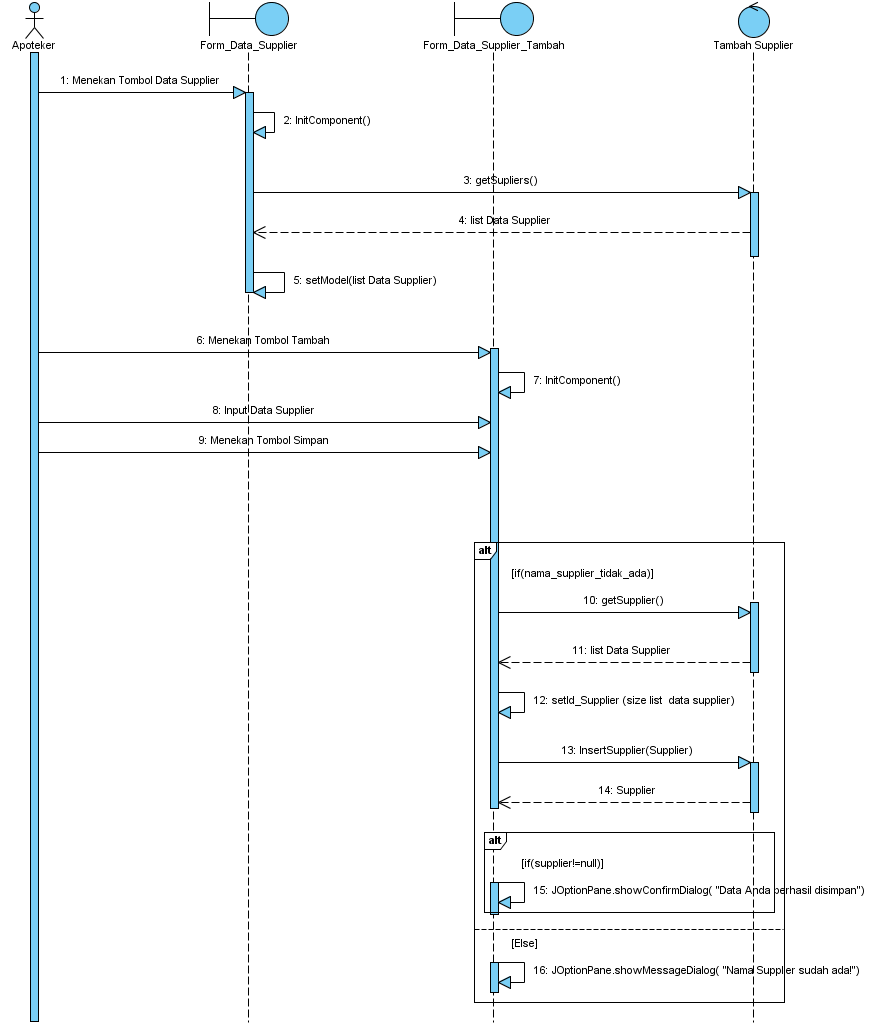 Apoteker
Form_Data_Supplier
Form_Data_Supplier_Tambah
Tambah Supplier
1: Menekan Tombol Data Supplier
2: InitComponent()
3: getSupliers()
4: list Data Supplier
5: setModel(list Data Supplier)
6: Menekan Tombol Tambah
7: InitComponent()
8: Input Data Supplier
9: Menekan Tombol Simpan
alt
[if(nama_supplier_tidak_ada)]
10: getSupplier()
11: list Data Supplier
12: setId_Supplier (size list  data supplier)
13: InsertSupplier(Supplier)
14: Supplier
alt
[if(supplier!=null)]
15: JOptionPane.showConfirmDialog( "Data Anda berhasil disimpan")
[Else]
16: JOptionPane.showMessageDialog( "Nama Supplier sudah ada!")